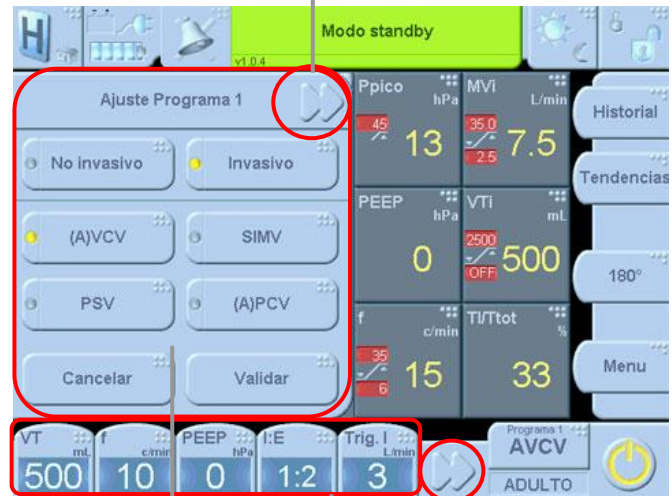 H
Modo standby
v1.0.4
Ajuste Programa 1
No invasivo
Invasivo
(A)VCV
SIMV
PSV
(A)PCV
Cancelar
Validar
Ppico
hPa
45
13
MVi
L/min
35.0
2.5
7.5
PEEP
hPa
0
VTi
mL
2500
OFF
500
f
c/min
35
6
15
TI/Ttot
%
33
Historial
Tendencias
180°
Menu
VT
mL
500
f
c/min
10
PEEP
hPa
0
I:E
1:2
Trig. I
L/min
3
Programa 1
AVCV
ADULTO